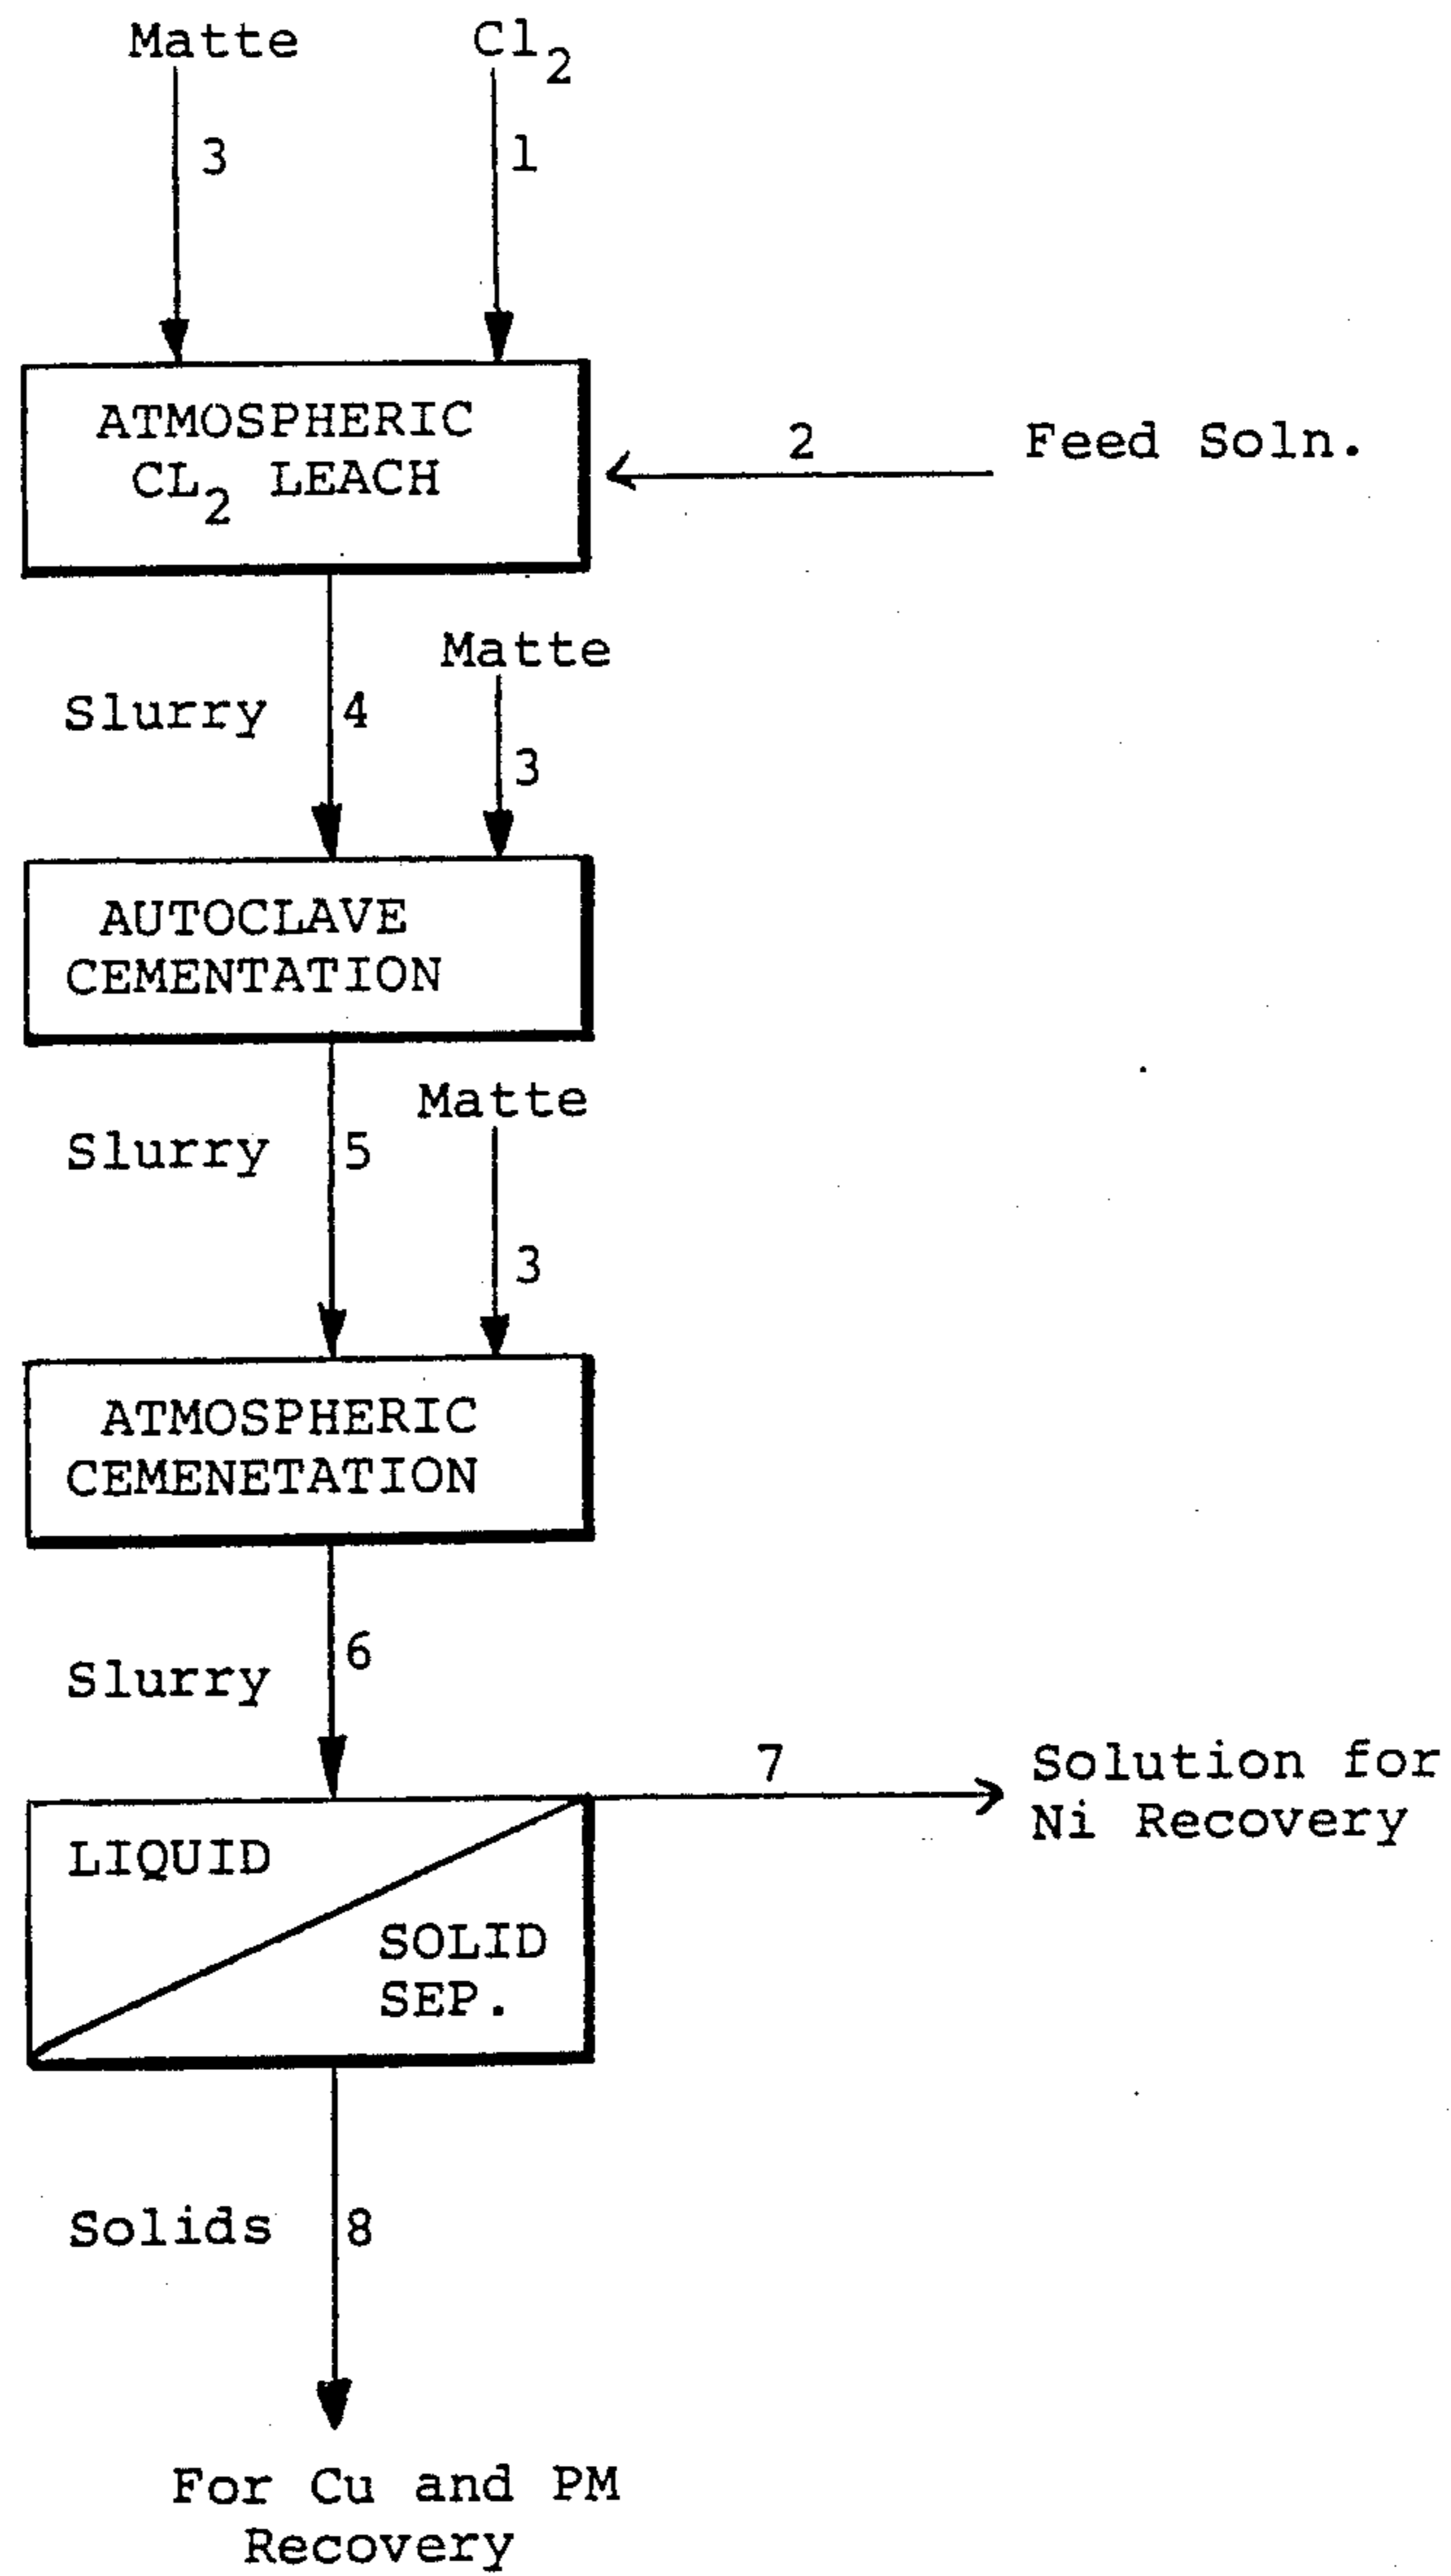 Matte
Cl2
3
1
ATMOSPHERIC
CL2 LEACH
2
Feed Soln.
Matte
Slurry
4
3
AUTOCLAVE
CEMENTATION
Matte
Slurry
5
3
ATMOSPHERIC
CEMENETATION
Slurry
6
7
Solution for
Ni Recovery
LIQUID
SOLID
SEP.
Solids
8
For Cu and PM
Recovery